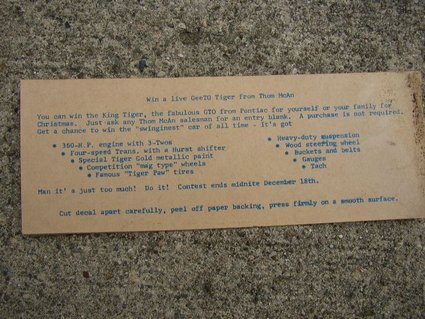 Win a live GeeTO Tiger from Thom McAn
You can win the King Tiger, the fabulous GTO from Pontiac for yourself or your family for
Christmas. Just ask any Thom McAn salesman for an entry blank. A purchase is not required.
Get a chance to win the "swinginest" car of all time - it's got
● 360-H.P. engine with 3-Twos
● Four-speed Trans. with a Hurst shifter
● Special Tiger Gold metallic paint
● Competition "mag type" wheels
● Famous "Tiger Paw" tires
● Heavy-duty suspension
● Wood steering wheel
● Buckets and belts
● Gauges
● Tach
Man it's just too much! Do it! Contest ends midnite December 18th.
Cut decal apart carefully, peel off paper backing, press firmly on a smooth surface.